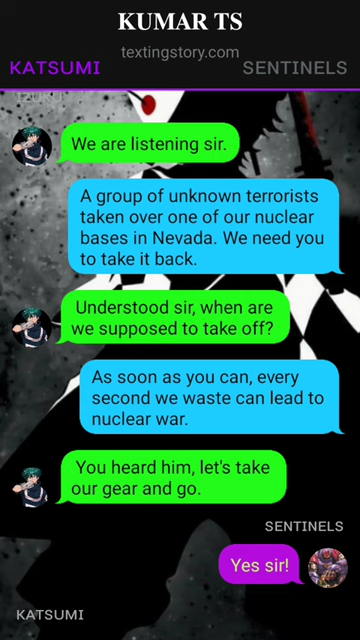 KUMAR TS
textingstory.com
KATSUMI
SENTINELS
IZUKU
We are listening sir.
A group of unknown terrorists
taken over one of our nuclear
bases in Nevada. We need you
to take it back.
Understood sir, when are
we supposed to take off?
As soon as you can, every
second we waste can lead to
nuclear war.
You heard him, let's take
our gear and go.
SENTINELS
Yes sir!
KATSUMI